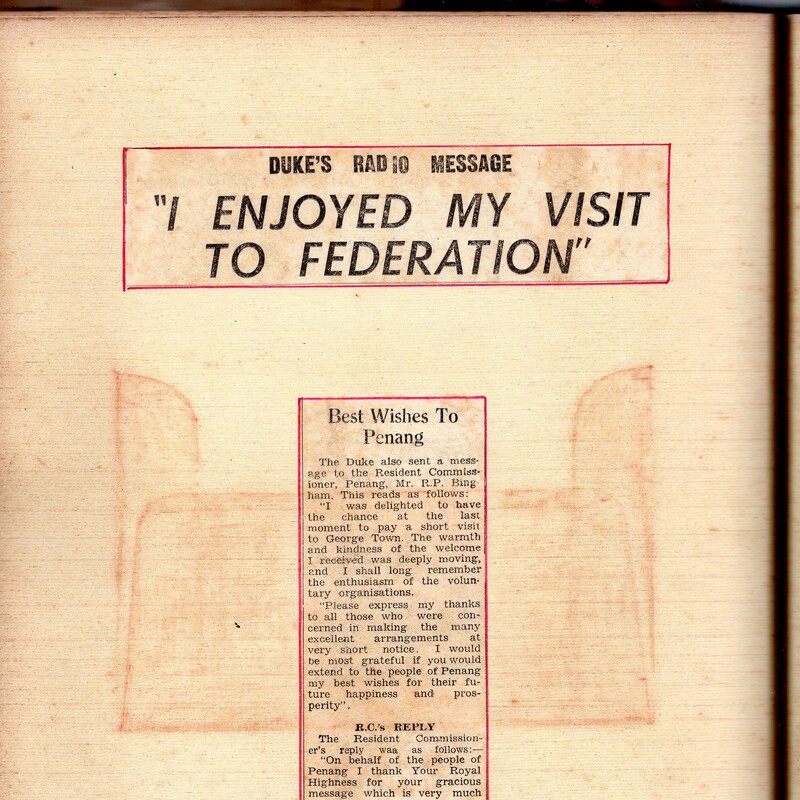 DUKE'S RADIO MESSAGE
"I ENJOYED MY VISIT
TO FEDERATION"
Best Wishes To
Penang
The Duke also sent a mess-
age to the Resident Commiss-
ioner, Penang, Mr. R.P. Bing
ham. This reads as follows:
"I was delighted to have
the chance at the last
moment to pay a short visit
to George Town. The warmth
and kindness of the welcome
I received was deeply moving,
and I shall long remember
the enthusiasm of the volun-
tary organisations.
"Please express my thanks
to all those who were con-
cerned in making the many
excellent arrangements at
very short notice. I would
be most grateful if you would
extend to the people of Penang
my best wishes for their fu-
ture happiness and pros-
perity".
R.C.'s REPLY
The Resident Commission-
er's reply waa as follows:—
"On behalf of the people of
Penang I thank Your Royal
Highness for your gracious
message which is very much